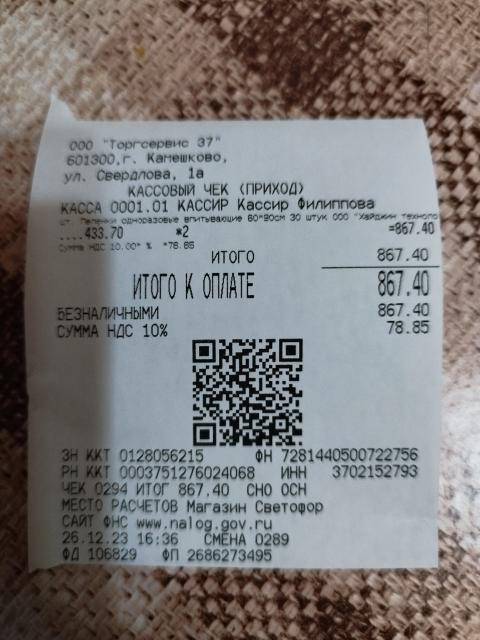 ООО "Торгсервис 37"
601300,г. Камешково,
ул. Свердлова, 1а
КАССОВЫЙ ЧЕК (ПРИХОД)
КАССА 0001.01 КАССИР Кассир Филиппова
шт. Пеленки одноразовые впитывающие 60*90см 30 штук ООО "Хайджин техноло
....433.70 *2 =867.40
Сумма НДС 10.00* % *78.85
ИТОГО 867.40
ИТОГО К ОПЛАТЕ 867.40
БЕЗНАЛИЧНЫМИ 867.40
СУММА НДС 10% 78.85
ЗН ККТ 0128056215 ФН 7281440500722756
РН ККТ 0003751276024068 ИНН 3702152793
ЧЕК 0294 ИТОГ 867.40 СНО ОСН
МЕСТО РАСЧЕТОВ Магазин Светофор
САЙТ ФНС www.nalog.gov.ru
26.12.23 16:36 СМЕНА 0289
ФД 106829 ФП 2686273495